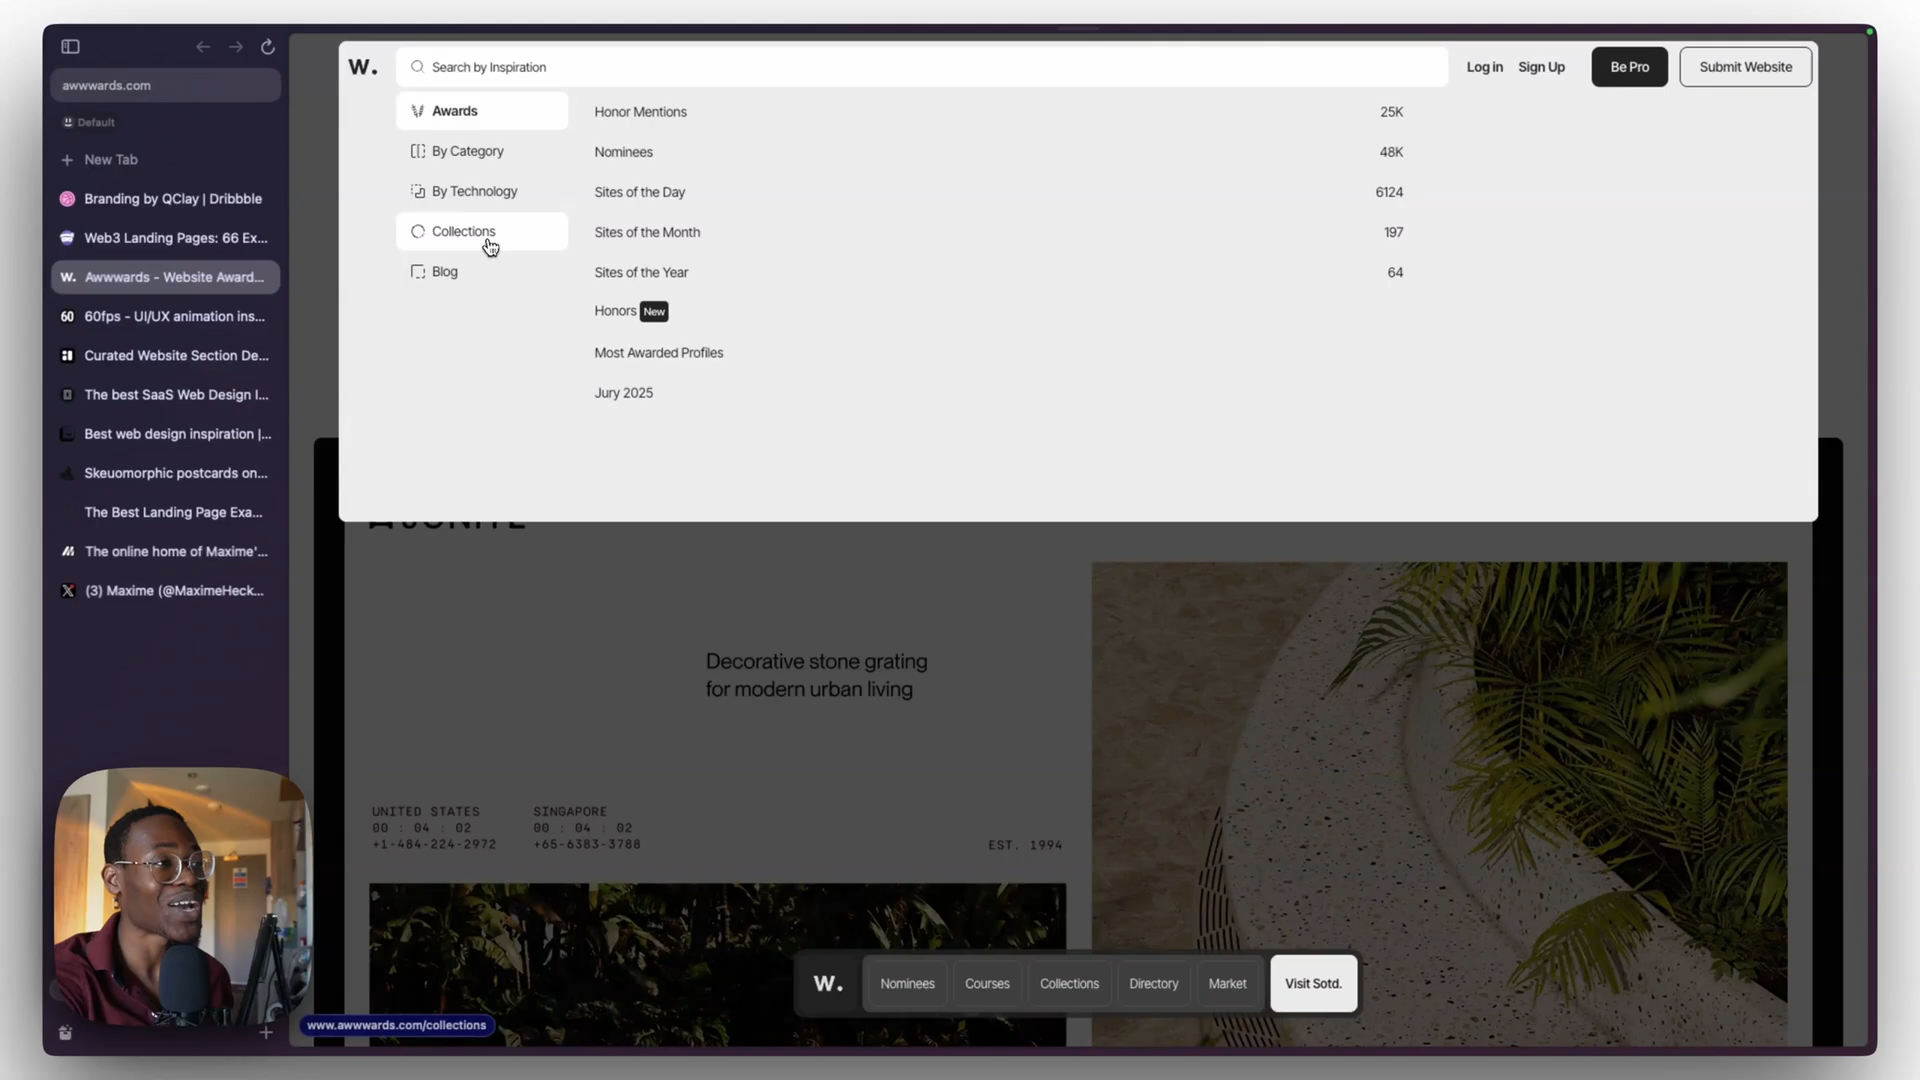 awwwards.com
Default
New Tab
Branding by QClay | Dribbble
Web3 Landing Pages: 66 Ex...
W. Awwwards - Website Award...
60 60fps - UI/UX animation ins...
Curated Website Section De...
The best SaaS Web Design I...
Best web design inspiration |...
Skeuomorphic postcards on...
The Best Landing Page Exa...
The online home of Maxime'...
(3) Maxime (@MaximeHeck...
W.
Search by Inspiration
Log in
Sign Up
Be Pro
Submit Website
Awards
By Category
By Technology
Collections
Blog
Honor Mentions 25K
Nominees 48K
Sites of the Day 6124
Sites of the Month 197
Sites of the Year 64
Honors New
Most Awarded Profiles
Jury 2025
Decorative stone grating
for modern urban living
UNITED STATES
00 : 04 : 02
+1-484-224-2972
SINGAPORE
00 : 04 : 02
+65-6383-3788
EST. 1994
W.
Nominees
Courses
Collections
Directory
Market
Visit Sotd.
www.awwwards.com/collections